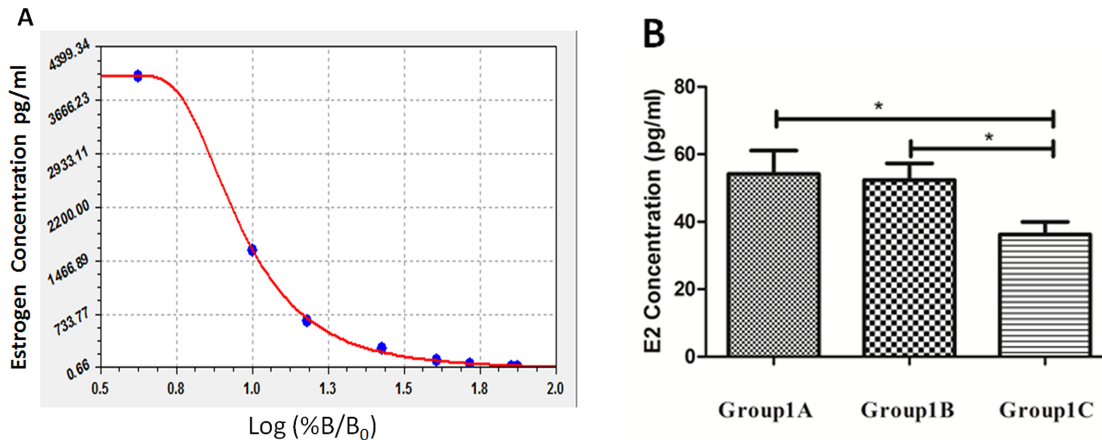 A
Estrogen Concentration pg/ml
4399.34
3666.23
2933.11
2200.00
1466.89
733.77
0.66
0.5 0.8 1.0 1.3 1.5 1.8 2.0
Log (%B/B₀)
B
E2 Concentration (pg/ml)
80
60
40
20
0
*
*
Group1A Group1B Group1C